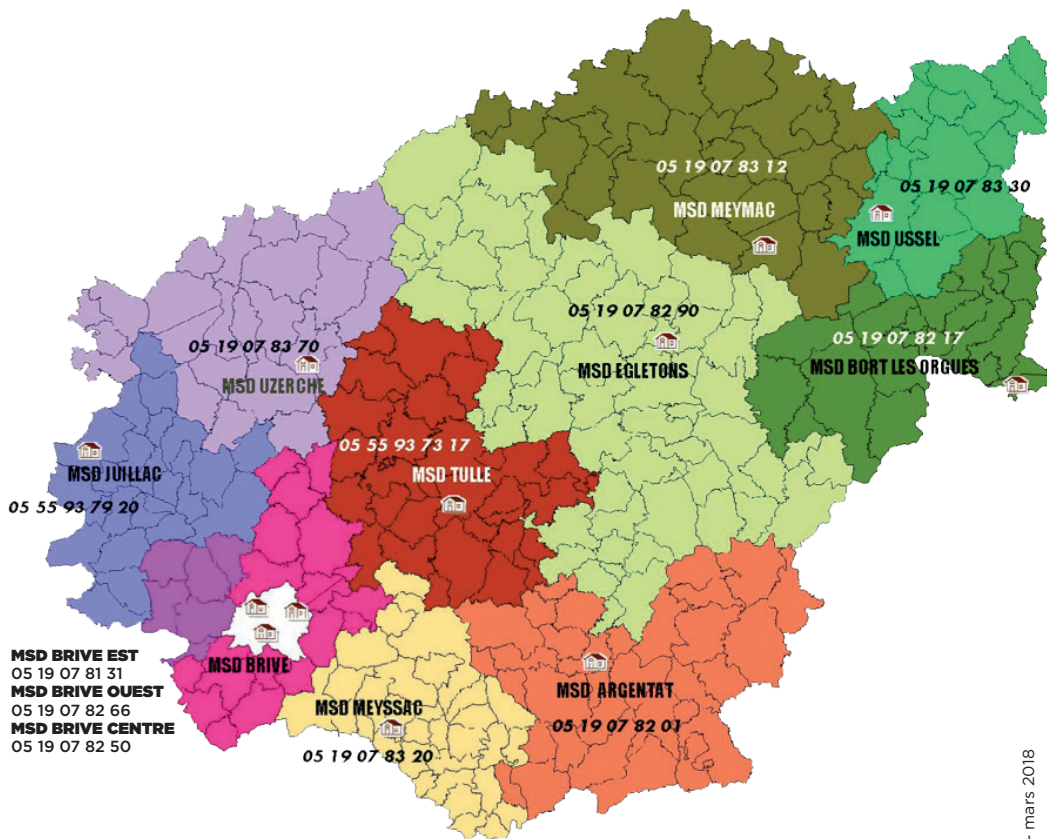 05 19 07 83 12
MSD MEYMAC
05 19 07 83 30
MSD USSEL
05 19 07 82 90
MSD EGLETONS
05 19 07 82 17
MSD BORT LES ORGUES
05 19 07 83 70
MSD UZERCHE
05 55 93 73 17
MSD TULLE
MSD JUILLAC
05 55 93 79 20
MSD BRIVE
MSD BRIVE EST
05 19 07 81 31
MSD BRIVE OUEST
05 19 07 82 66
MSD BRIVE CENTRE
05 19 07 82 50
MSD MEYSSAC
05 19 07 83 20
MSD ARGENTAT
05 19 07 82 01
- mars 2018